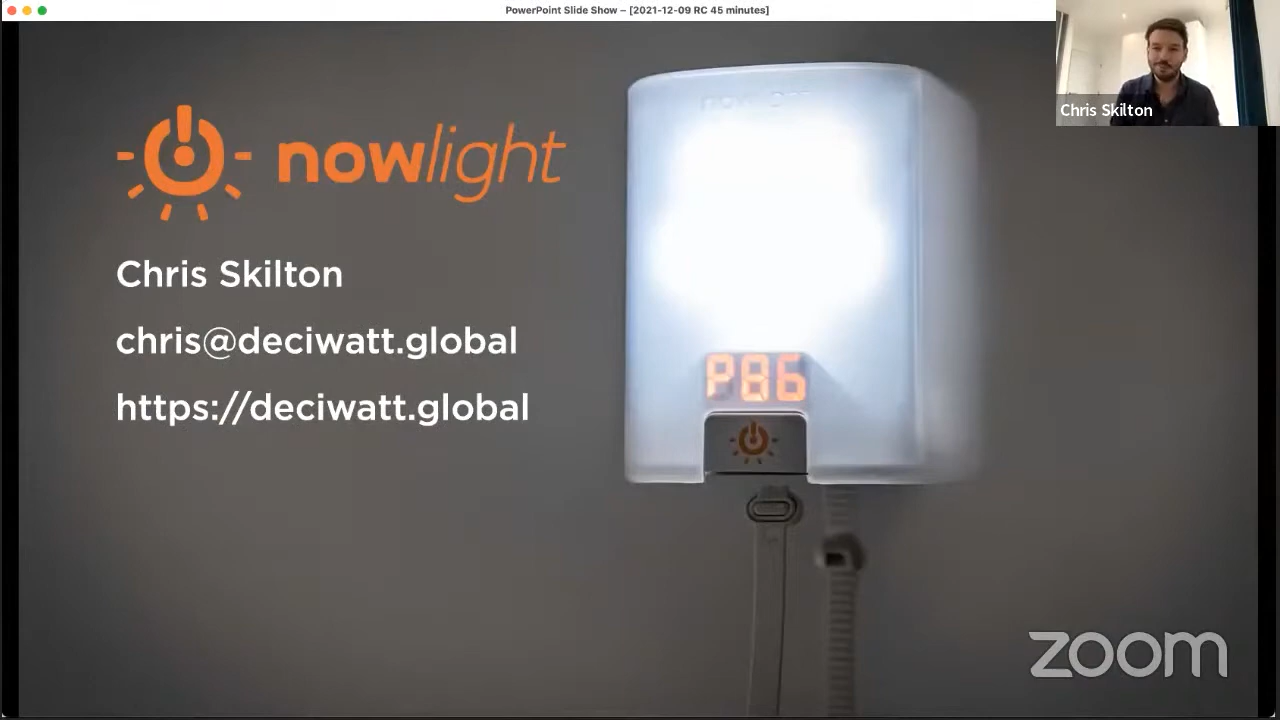 PowerPoint Slide Show – [2021-12-09 RC 45 minutes]
Chris Skilton
nowlight
Chris Skilton
chris@deciwatt.global
https://deciwatt.global
P86
zoom